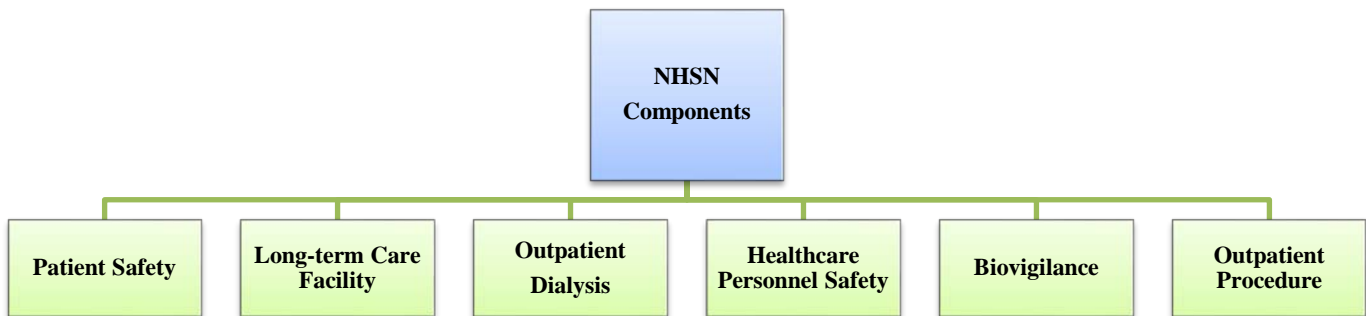 NHSN
Components
Patient Safety
Long-term Care
Facility
Outpatient
Dialysis
Healthcare
Personnel Safety
Biovigilance
Outpatient
Procedure